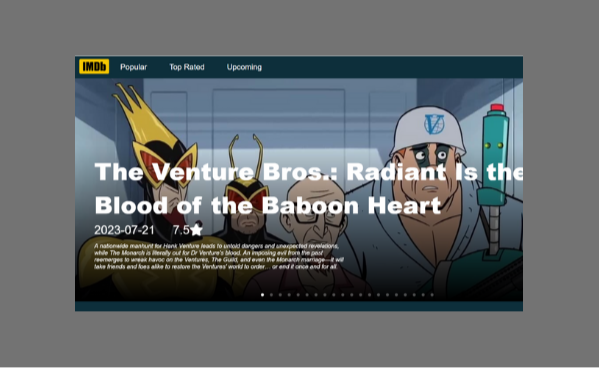 IMDb Popular Top Rated Upcoming
The Venture Bros.: Radiant Is the
Blood of the Baboon Heart
2023-07-21 7.5
A nationwide manhunt for Hank Venture leads to untold dangers and unexpected revelations,
while The Monarch is literally out for Dr Venture's blood. An imposing evil from the past
reemerges to wreak havoc on the Ventures, The Guild, and even the Monarch marriage—it will
take friends and foes alike to restore the Ventures' world to order... or end it once and for all.